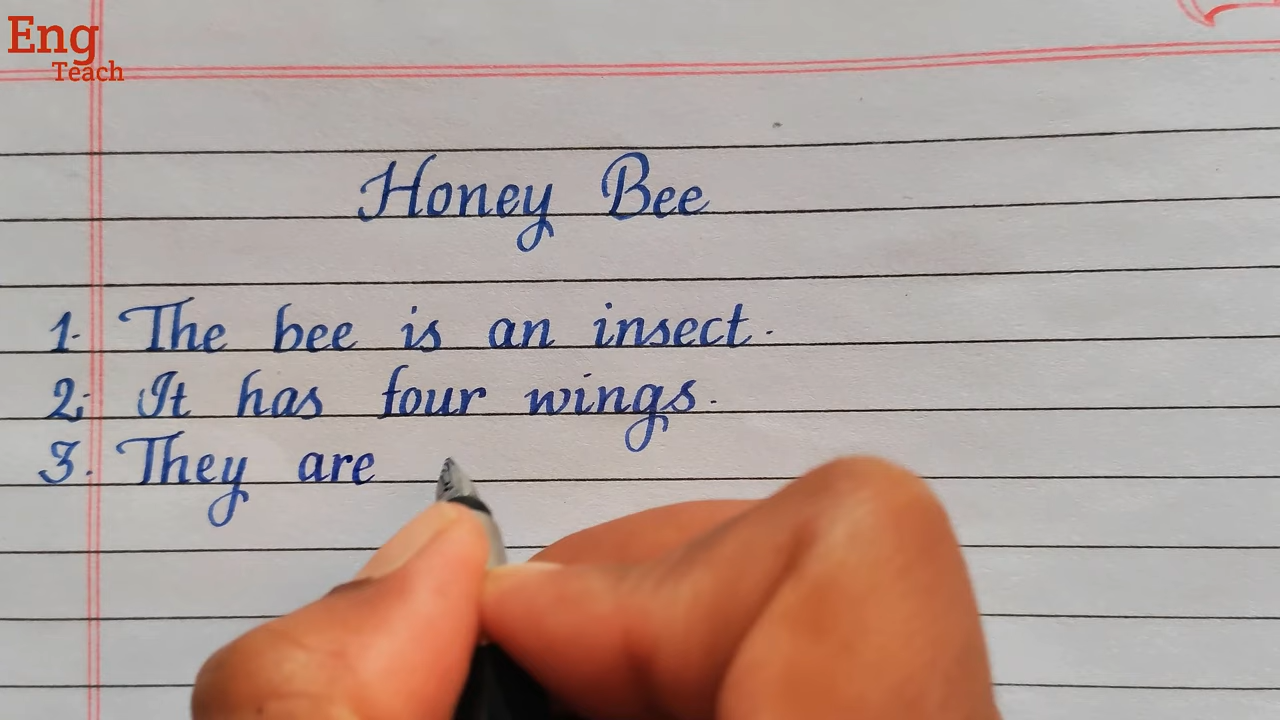 Eng
Teach
Honey Bee
1. The bee is an insect.
2. It has four wings.
3. They are